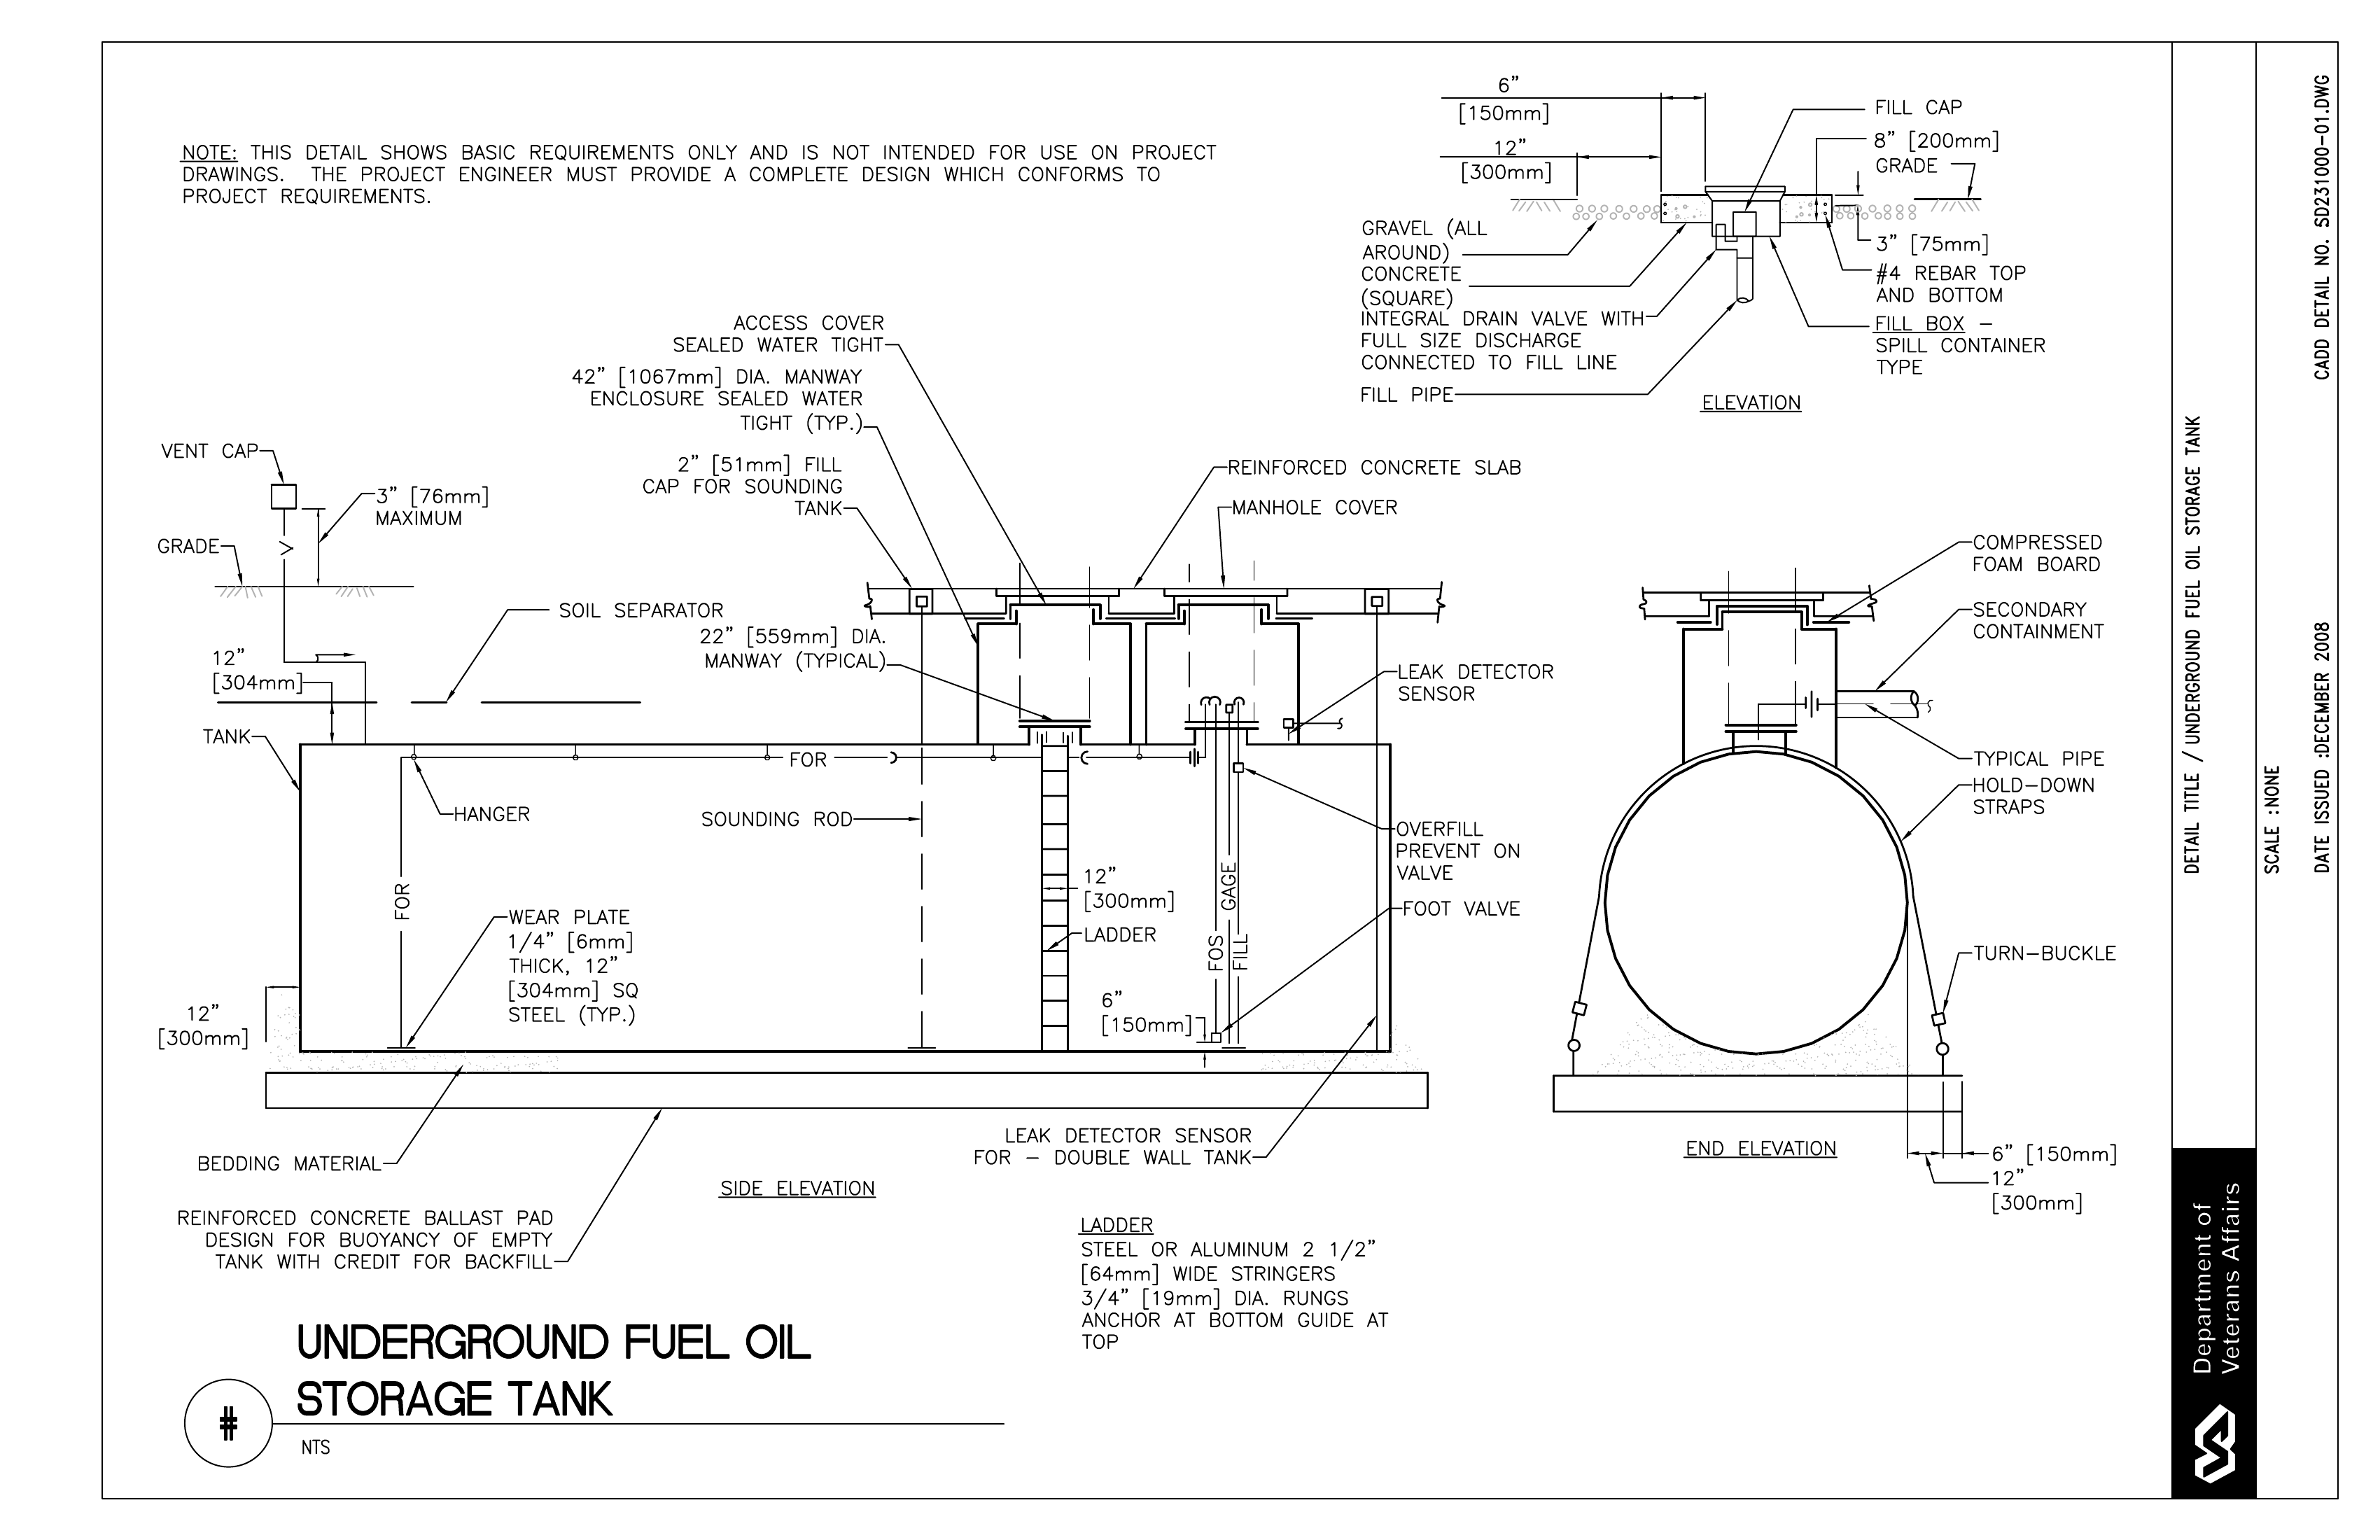 NOTE: THIS DETAIL SHOWS BASIC REQUIREMENTS ONLY AND IS NOT INTENDED FOR USE ON PROJECT
DRAWINGS. THE PROJECT ENGINEER MUST PROVIDE A COMPLETE DESIGN WHICH CONFORMS TO
PROJECT REQUIREMENTS.
6"
[150mm]
12"
[300mm]
FILL CAP
8" [200mm]
GRADE
GRAVEL (ALL
AROUND)
CONCRETE
(SQUARE)
INTEGRAL DRAIN VALVE WITH
FULL SIZE DISCHARGE
CONNECTED TO FILL LINE
FILL PIPE
3" [75mm]
#4 REBAR TOP
AND BOTTOM
FILL BOX –
SPILL CONTAINER
TYPE
ELEVATION
ACCESS COVER
SEALED WATER TIGHT
42" [1067mm] DIA. MANWAY
ENCLOSURE SEALED WATER
TIGHT (TYP.)
2" [51mm] FILL
CAP FOR SOUNDING
TANK
REINFORCED CONCRETE SLAB
MANHOLE COVER
VENT CAP
3" [76mm]
MAXIMUM
GRADE
SOIL SEPARATOR
22" [559mm] DIA.
MANWAY (TYPICAL)
12"
[304mm]
TANK
LEAK DETECTOR
SENSOR
FOR
HANGER
SOUNDING ROD
FOR
WEAR PLATE
1/4" [6mm]
THICK, 12"
[304mm] SQ
STEEL (TYP.)
12"
[300mm]
LADDER
6"
[150mm]
FOS
GAGE
FILL
OVERFILL
PREVENT ON
VALVE
FOOT VALVE
12"
[300mm]
BEDDING MATERIAL
REINFORCED CONCRETE BALLAST PAD
DESIGN FOR BUOYANCY OF EMPTY
TANK WITH CREDIT FOR BACKFILL
SIDE ELEVATION
LEAK DETECTOR SENSOR
FOR – DOUBLE WALL TANK
COMPRESSED
FOAM BOARD
SECONDARY
CONTAINMENT
TYPICAL PIPE
HOLD–DOWN
STRAPS
TURN–BUCKLE
END ELEVATION
6" [150mm]
12"
[300mm]
LADDER
STEEL OR ALUMINUM 2 1/2"
[64mm] WIDE STRINGERS
3/4" [19mm] DIA. RUNGS
ANCHOR AT BOTTOM GUIDE AT
TOP
UNDERGROUND FUEL OIL
STORAGE TANK
#
NTS
DETAIL TITLE / UNDERGROUND FUEL OIL STORAGE TANK
SCALE :NONE
DATE ISSUED :DECEMBER 2008
CADD DETAIL NO. SD231000-01.DWG
Department of
Veterans Affairs